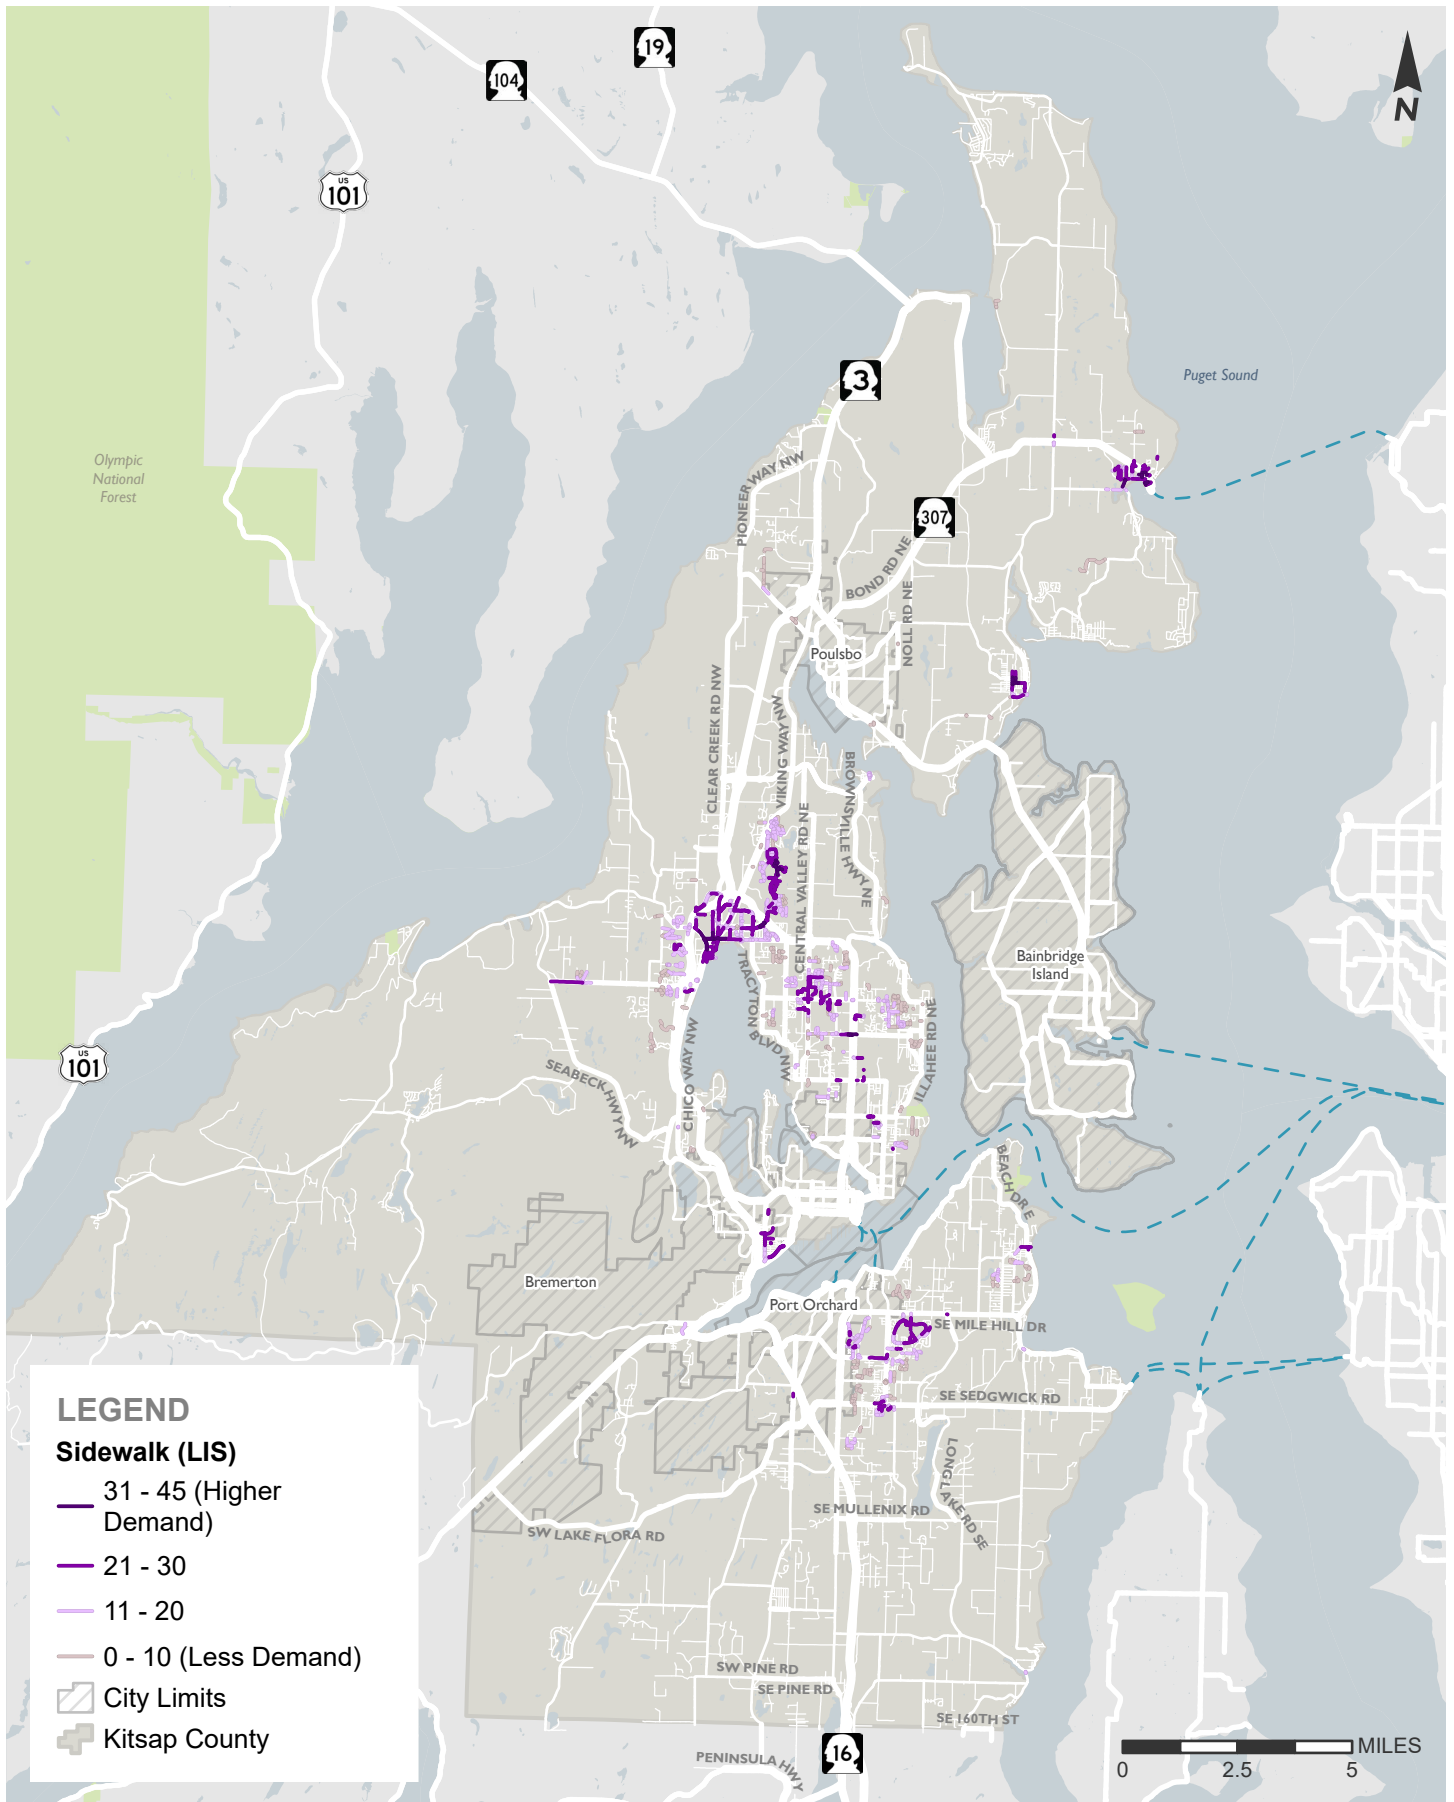 19
104
N
US
101
3
Puget Sound
Olympic
National
Forest
PIONEER WAY NW
307
BOND RD NE
NOLL RD NE
Poulsbo
CLEAR CREEK RD NW
VIKING WAY NW
BROWNSVILLE HWY NE
CENTRAL VALLEY RD NE
Bainbridge
Island
TRACYTON BLVD NW
ILLAHEE RD NE
CHICO WAY NW
US
101
SEABECK HWY NW
BEACH DR E
Bremerton
Port Orchard
SE MILE HILL DR
SE SEDGWICK RD
LONG LAKE RD SE
SE MULLENIX RD
SW LAKE FLORA RD
SW PINE RD
SE PINE RD
SE 160TH ST
PENINSULA HWY
16
LEGEND
Sidewalk (LIS)
31 - 45 (Higher
Demand)
21 - 30
11 - 20
0 - 10 (Less Demand)
City Limits
Kitsap County
MILES
0 2.5 5